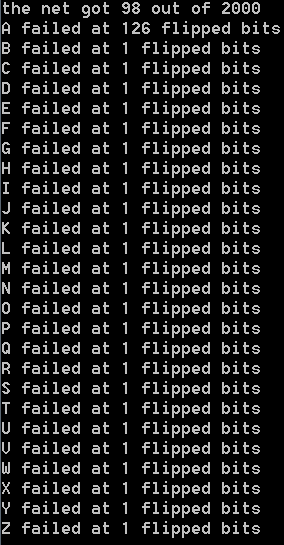 the net got 98 out of 2000
A failed at 126 flipped bits
B failed at 1 flipped bits
C failed at 1 flipped bits
D failed at 1 flipped bits
E failed at 1 flipped bits
F failed at 1 flipped bits
G failed at 1 flipped bits
H failed at 1 flipped bits
I failed at 1 flipped bits
J failed at 1 flipped bits
K failed at 1 flipped bits
L failed at 1 flipped bits
M failed at 1 flipped bits
N failed at 1 flipped bits
O failed at 1 flipped bits
P failed at 1 flipped bits
Q failed at 1 flipped bits
R failed at 1 flipped bits
S failed at 1 flipped bits
T failed at 1 flipped bits
U failed at 1 flipped bits
V failed at 1 flipped bits
W failed at 1 flipped bits
X failed at 1 flipped bits
Y failed at 1 flipped bits
Z failed at 1 flipped bits